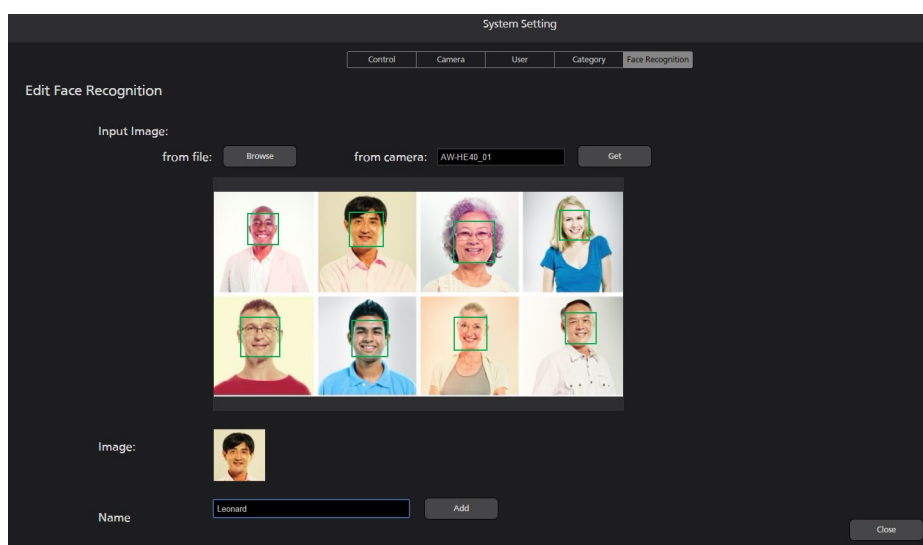 System Setting
Control Camera User Category Face Recognition
Edit Face Recognition
Input Image:
from file: Browse from camera: AW-HE40_01 Get
Image:
Name Leonard Add
Close